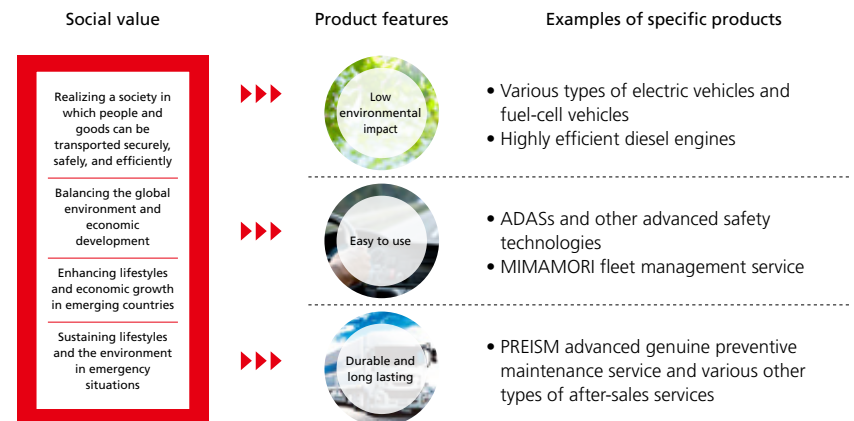 Social value
Product features
Examples of specific products
Realizing a society in
which people and
goods can be
transported securely,
safely, and efficiently
Balancing the global
environment and
economic
development
Enhancing lifestyles
and economic growth
in emerging countries
Sustaining lifestyles
and the environment
in emergency
situations
Low
environmental
impact
• Various types of electric vehicles and
fuel-cell vehicles
• Highly efficient diesel engines
Easy to use
• ADASs and other advanced safety
technologies
• MIMAMORI fleet management service
Durable and
long lasting
• PREISM advanced genuine preventive
maintenance service and various other
types of after-sales services